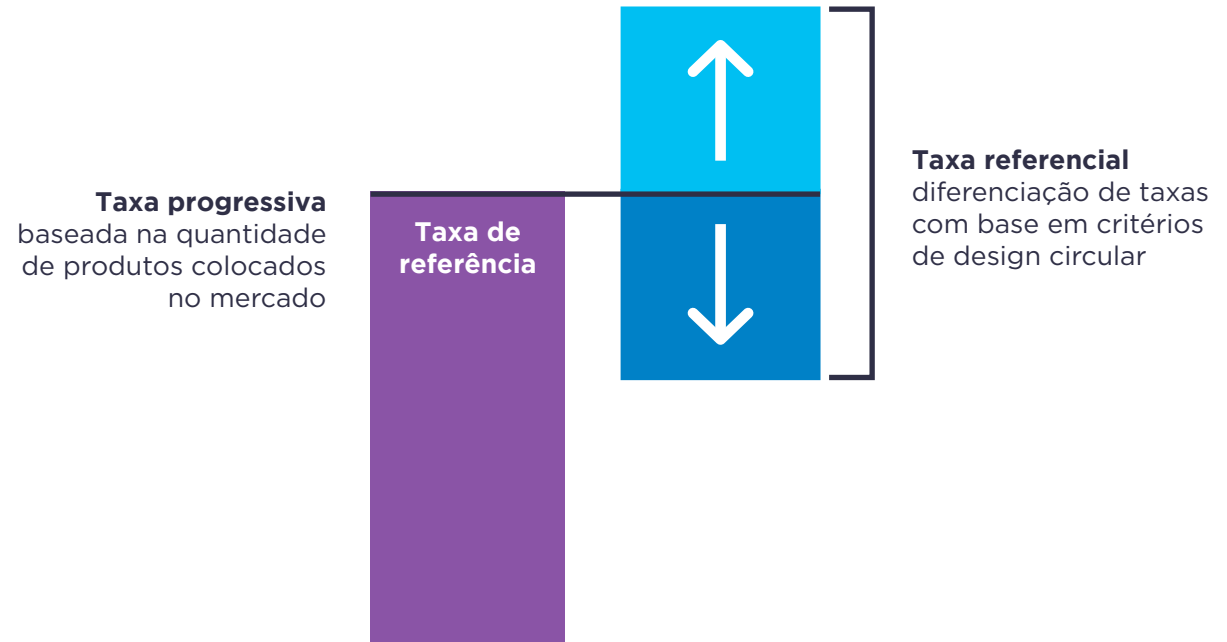 Taxa progressiva
baseada na quantidade
de produtos colocados
no mercado
Taxa de
referência
Taxa referencial
diferenciação de taxas
com base em critérios
de design circular